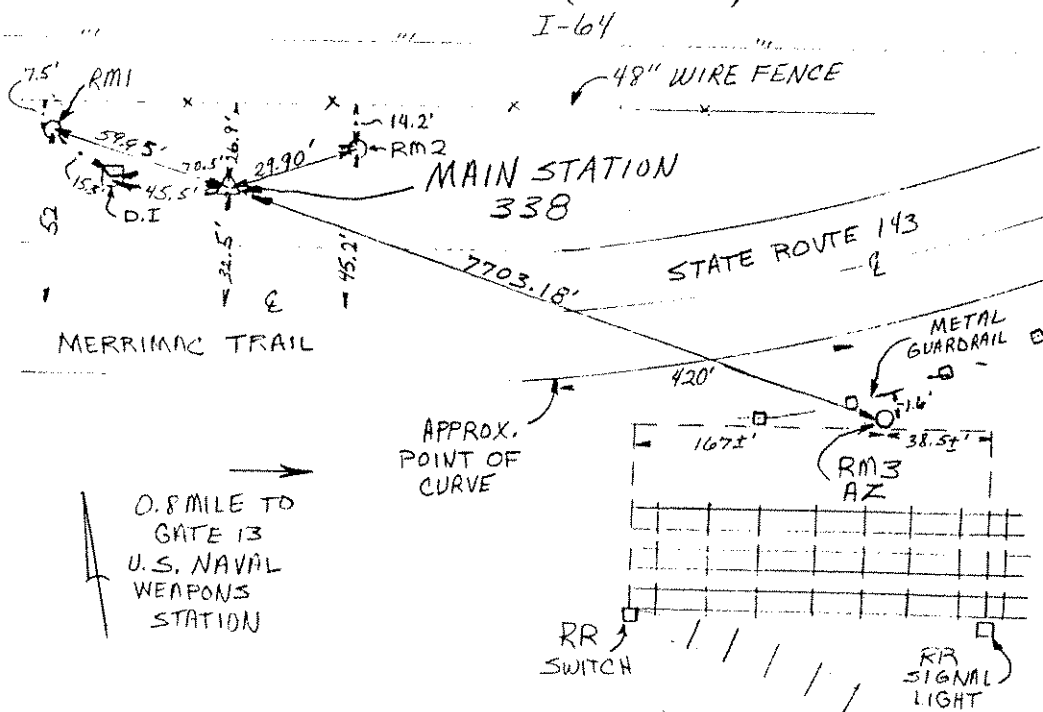 I-64
7.5'
RM1
48" WIRE FENCE
59.95'
70.5'
26.9'
29.90'
14.2'
RM2
MAIN STATION
338
45.5'
D.I
52
32.5'
45.2'
℄
7703.18'
STATE ROUTE 143
℄
MERRIMAC TRAIL
METAL
GUARDRAIL
420'
1.6'
APPROX.
POINT OF
CURVE
167±'
38.5±'
RM3
AZ
0.8 MILE TO
GATE 13
U.S. NAVAL
WEAPONS
STATION
RR
SWITCH
RR
SIGNAL
LIGHT